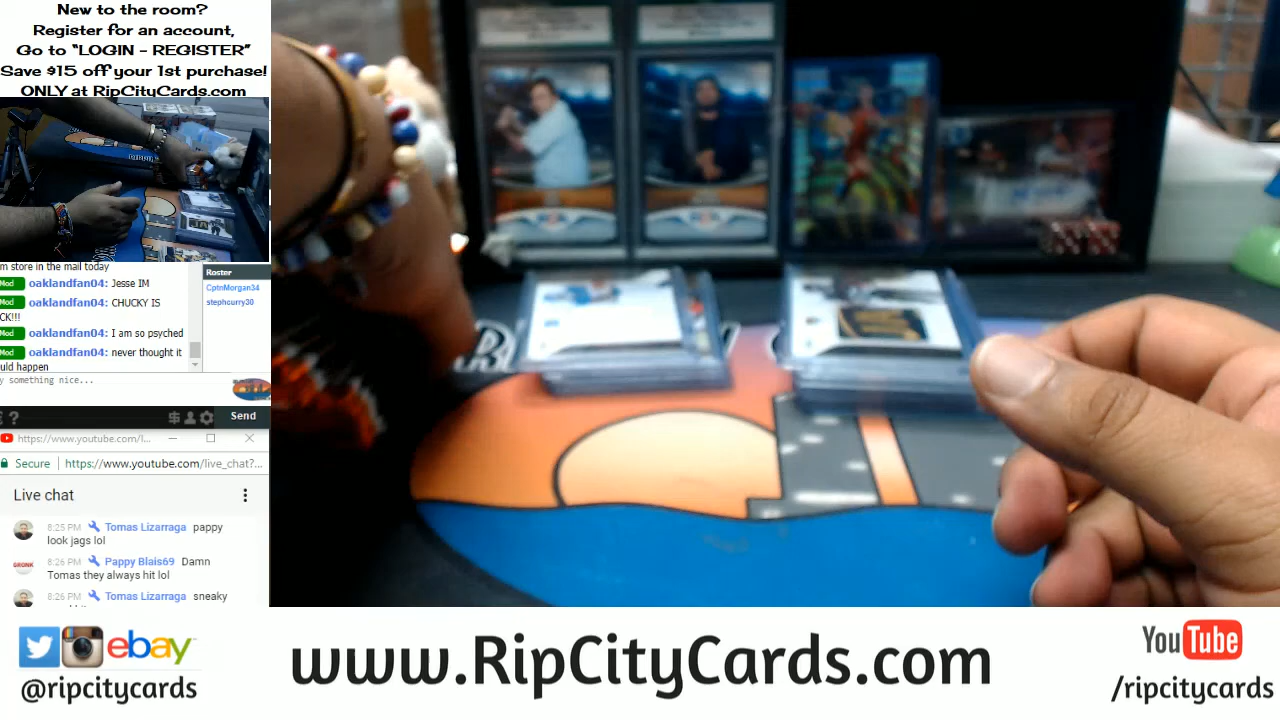 New to the room?
Register for an account,
Go to “LOGIN - REGISTER”
Save $15 off your 1st purchase!
ONLY at RipCityCards.com
m store in the mail today
Mod oaklandfan04: Jesse IM
Mod oaklandfan04: CHUCKY IS
CK!!!
Mod oaklandfan04: I am so psyched
Mod oaklandfan04: never thought it
uld happen
Roster
CptnMorgan34
stephcurry30
y something nice...
Send
https://www.youtube.com/l...
Secure https://www.youtube.com/live_chat?...
Live chat
8:25 PM Tomas Lizarraga pappy
look jags lol
GRONK 8:26 PM Pappy Blais69 Damn
Tomas they always hit lol
8:26 PM Tomas Lizarraga sneaky
ebay
@ripcitycards
www.RipCityCards.com
YouTube
/ripcitycards